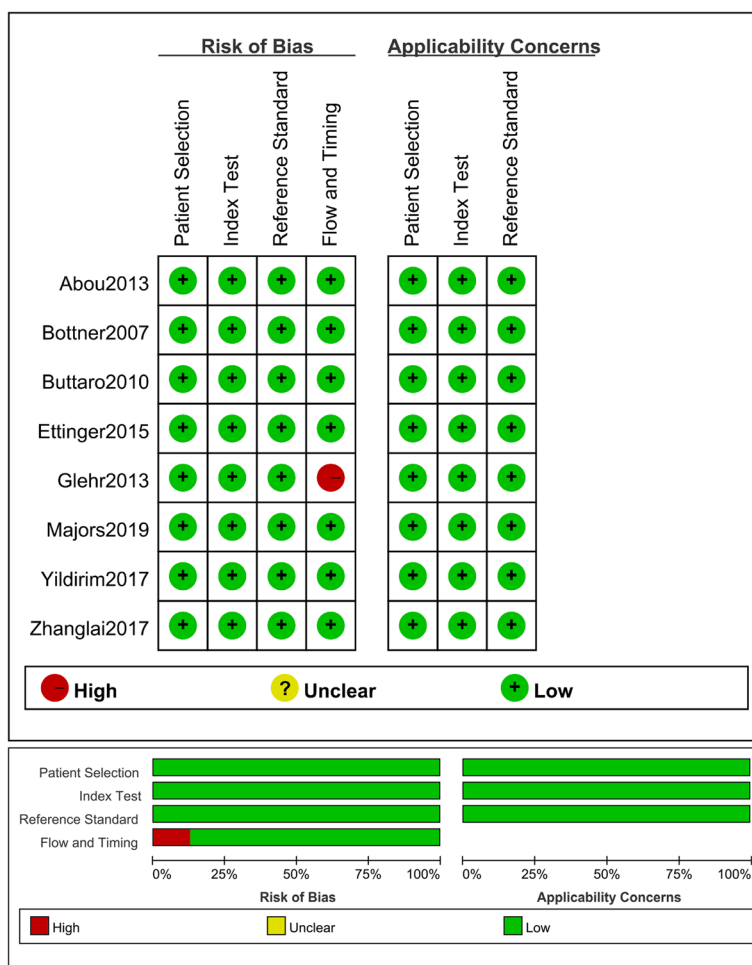 Risk of Bias Applicability Concerns
Patient Selection Index Test Reference Standard Flow and Timing Patient Selection Index Test Reference Standard
Abou2013 + + + + + + +
Bottner2007 + + + + + + +
Buttaro2010 + + + + + + +
Ettinger2015 + + + + + + +
Glehr2013 + + + – + + +
Majors2019 + + + + + + +
Yildirim2017 + + + + + + +
Zhanglai2017 + + + + + + +
– High ? Unclear + Low
Patient Selection
Index Test
Reference Standard
Flow and Timing
0% 25% 50% 75% 100% 0% 25% 50% 75% 100%
Risk of Bias Applicability Concerns
High Unclear Low